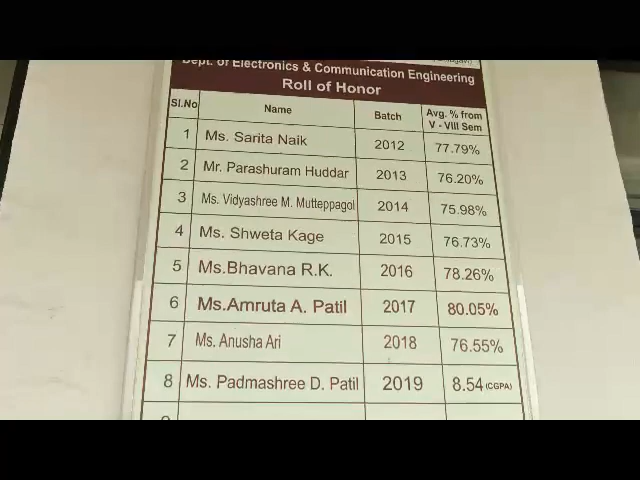 Dept. of Electronics & Communication Engineering
Roll of Honor
Sl.No Name Batch Avg. % from V - VIII Sem
1 Ms. Sarita Naik 2012 77.79%
2 Mr. Parashuram Huddar 2013 76.20%
3 Ms. Vidyashree M. Mutteppagol 2014 75.98%
4 Ms. Shweta Kage 2015 76.73%
5 Ms.Bhavana R.K. 2016 78.26%
6 Ms.Amruta A. Patil 2017 80.05%
7 Ms. Anusha Ari 2018 76.55%
8 Ms. Padmashree D. Patil 2019 8.54 (CGPA)